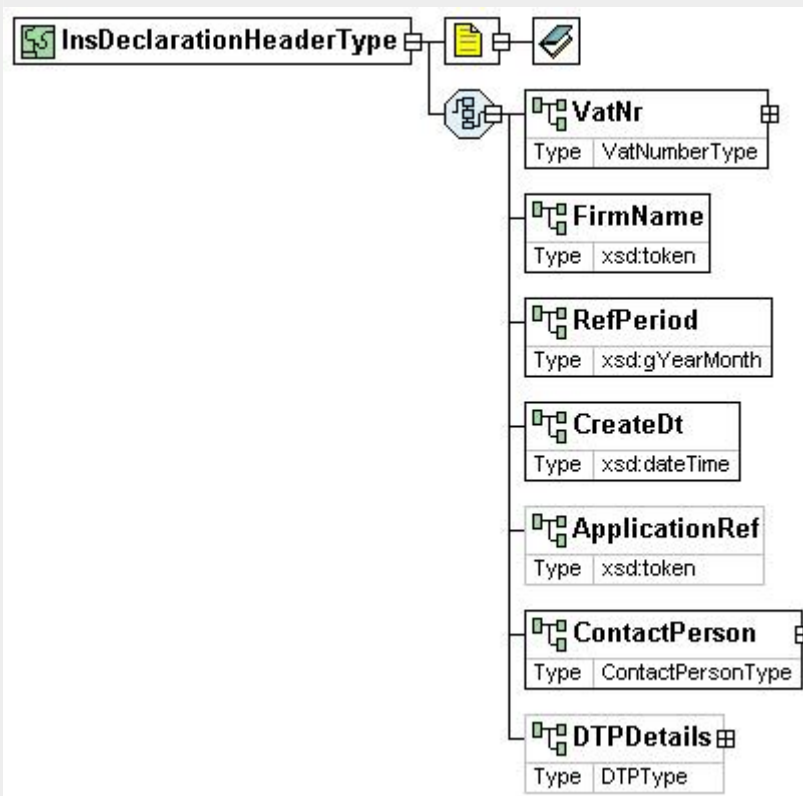 InsDeclarationHeaderType
VatNr
Type VatNumberType
FirmName
Type xsd:token
RefPeriod
Type xsd:gYearMonth
CreateDt
Type xsd:dateTime
ApplicationRef
Type xsd:token
ContactPerson
Type ContactPersonType
DTPDetails
Type DTPType